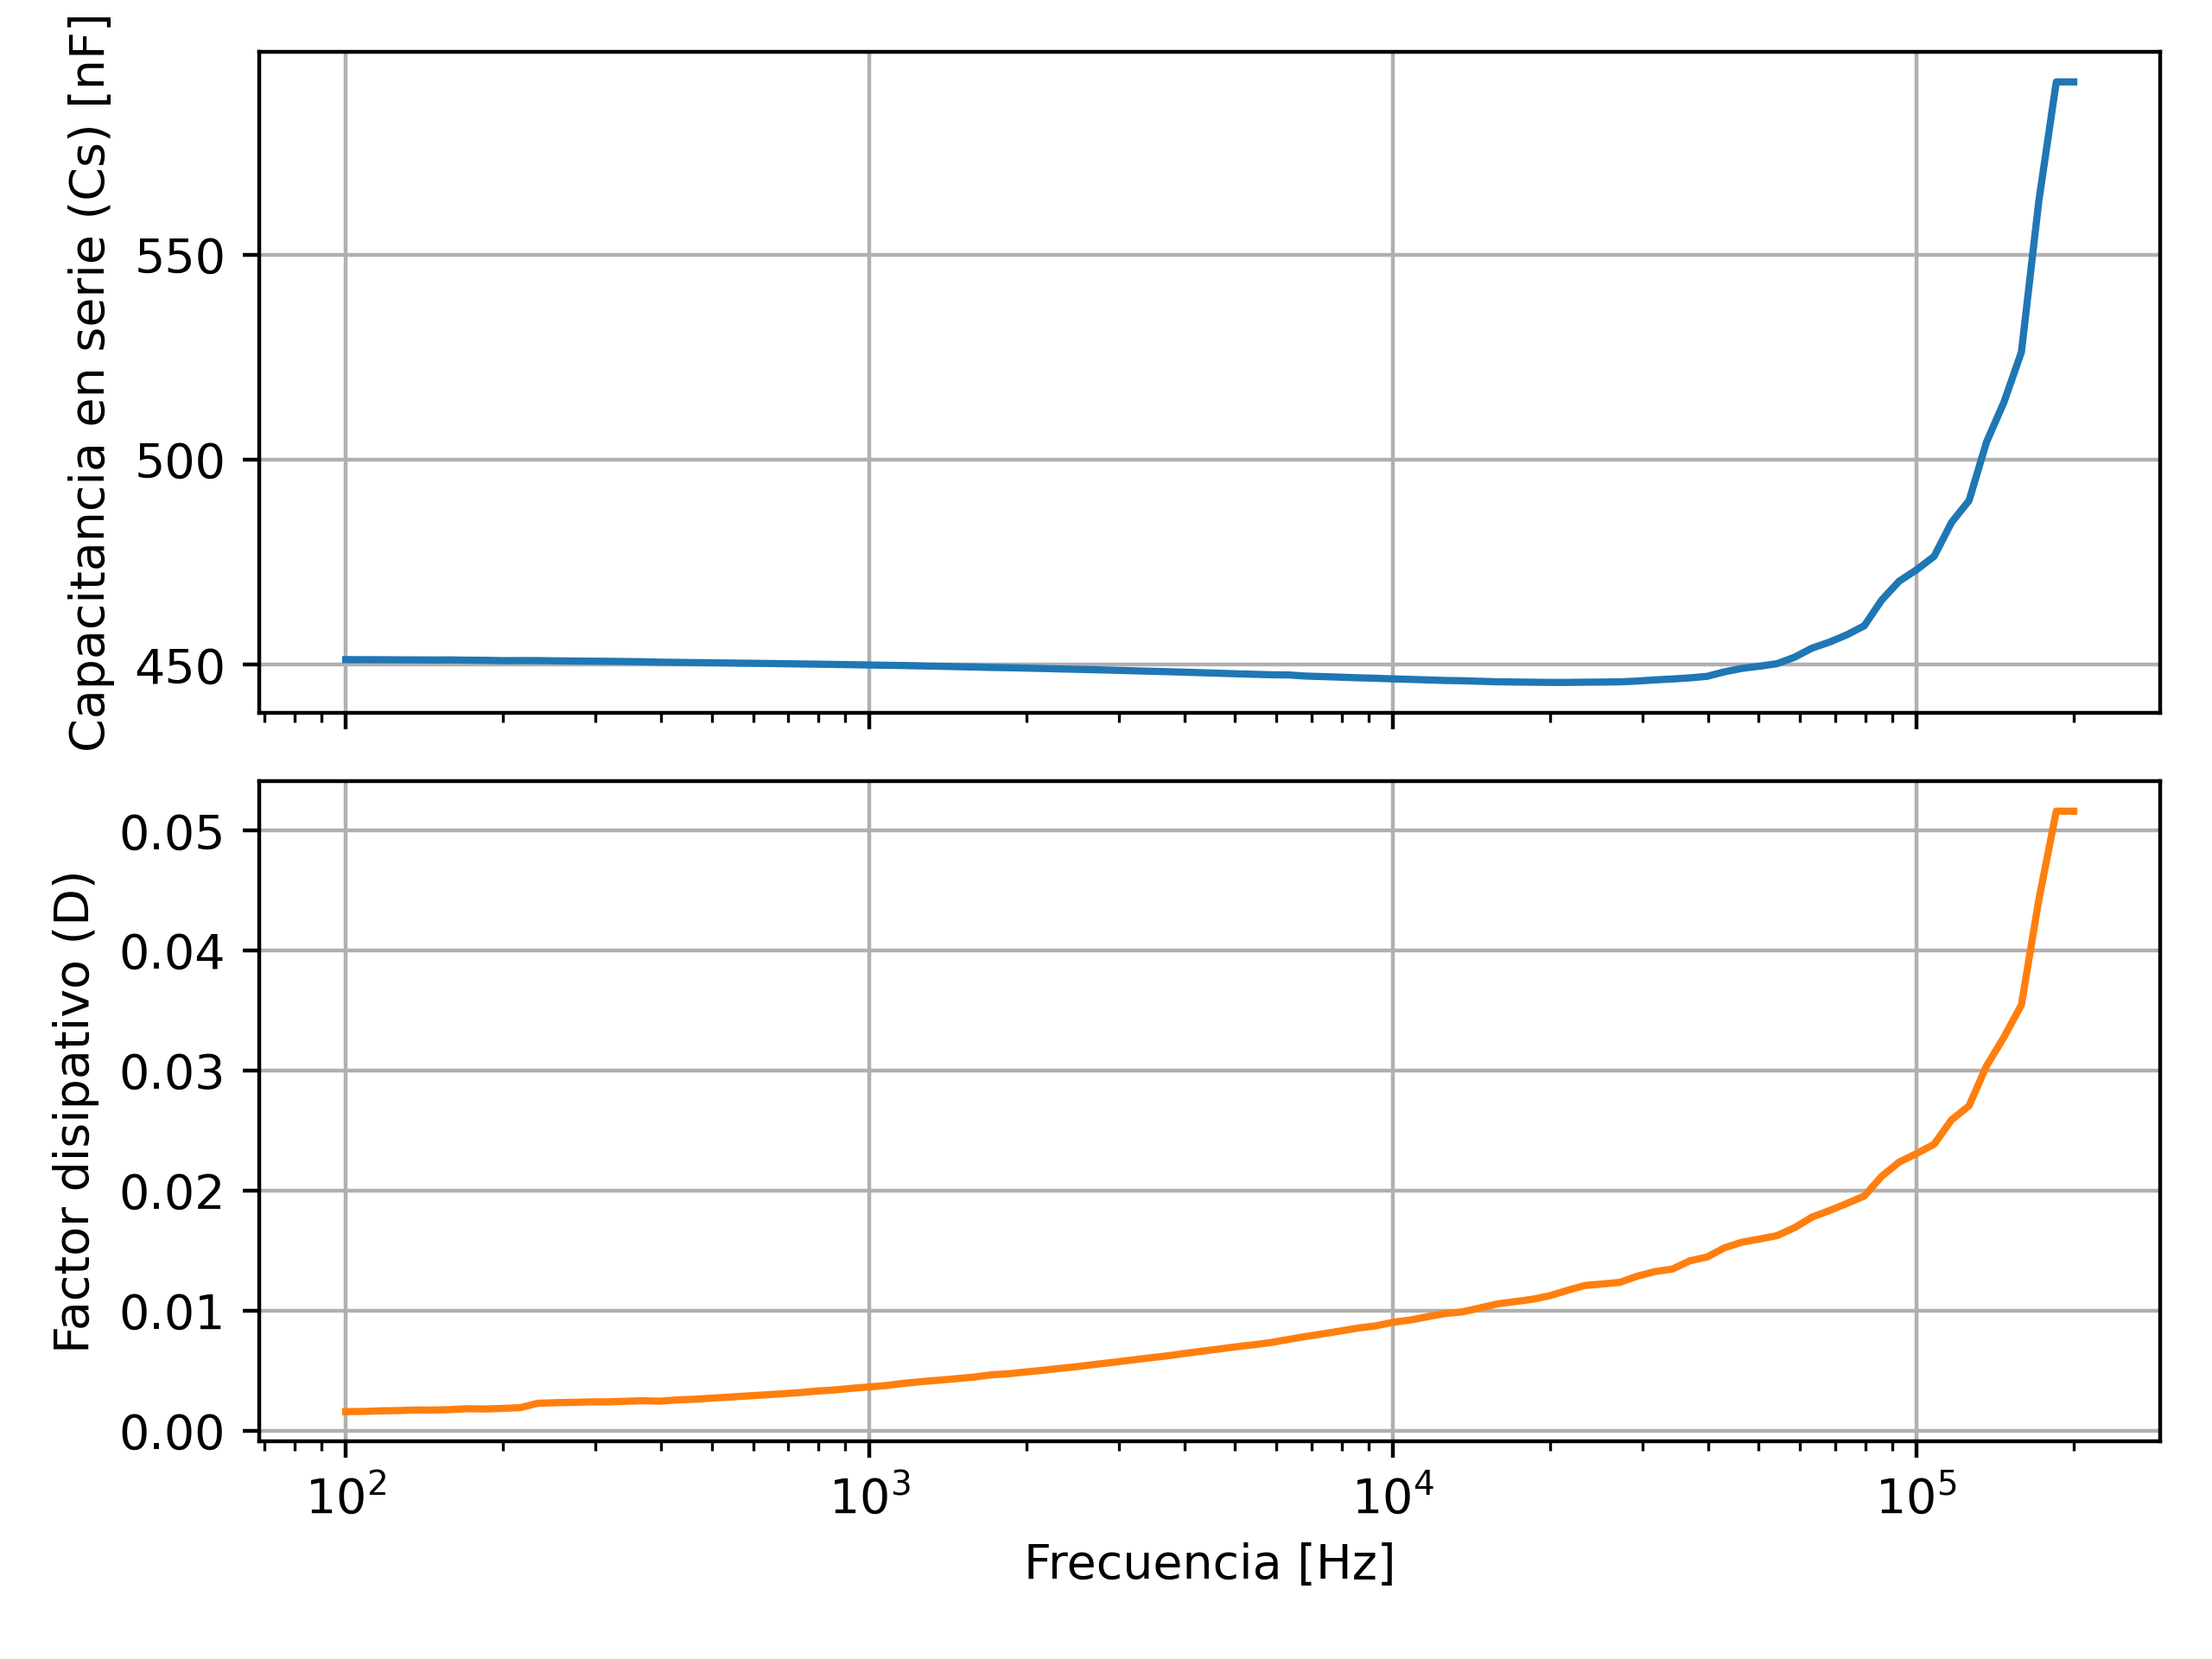 Capacitancia en serie (Cs) [nF]
550
500
450
Factor disipativo (D)
0.05
0.04
0.03
0.02
0.01
0.00
10² 10³ 10⁴ 10⁵
Frecuencia [Hz]